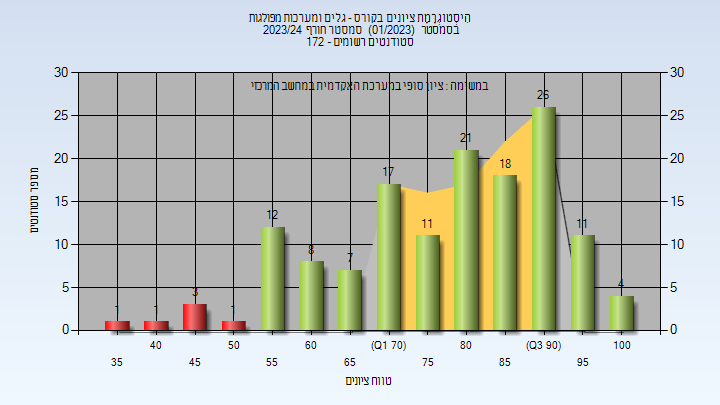 היסטוגרמת ציונים בקורס - גלים ומערכות מפולגות
בסמסטר (01/2023) סמסטר חורף 2023/24
סטודנטים רשומים - 172
במשימה : ציון סופי במערכת האקדמית במחשב המרכזי
30 30
25 25
20 20
15 15
10 10
5 5
0 0
מספר סטודנטים
1 1 3 1 12 8 7 17 11 21 18 26 11 4
40 50 60 (Q1 70) 80 (Q3 90) 100
35 45 55 65 75 85 95
טווח ציונים